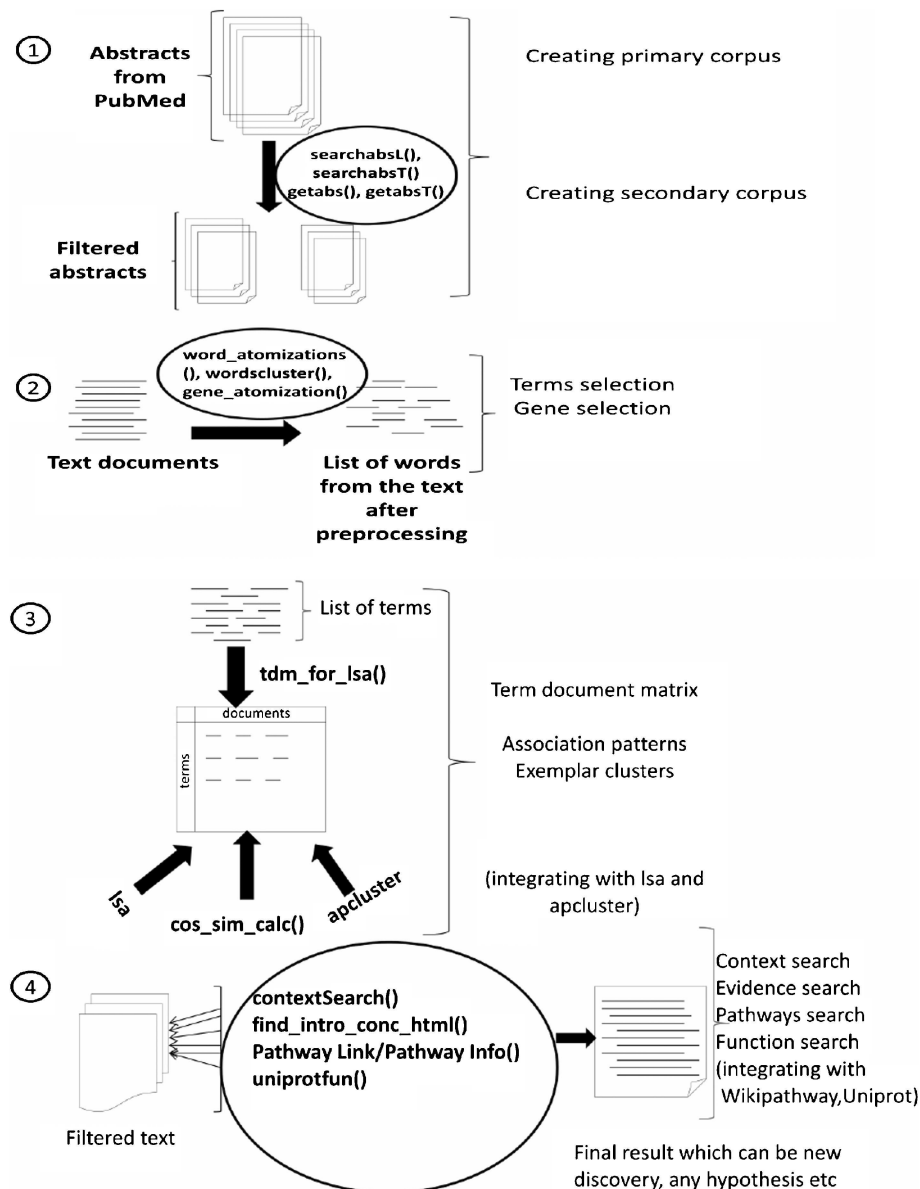 1
Abstracts
from
PubMed
Creating primary corpus
searchabsL(),
searchabsT()
getabs(), getabsT()
Creating secondary corpus
Filtered
abstracts
2
word_atomizations
(), wordscluster(),
gene_atomization()
Terms selection
Gene selection
Text documents
List of words
from the text
after
preprocessing
3
List of terms
tdm_for_lsa()
documents
terms
Term document matrix
Association patterns
Exemplar clusters
lsa
cos_sim_calc()
apcluster
(integrating with lsa and
apcluster)
4
contextSearch()
find_intro_conc_html()
Pathway Link/Pathway Info()
uniprotfun()
Filtered text
Context search
Evidence search
Pathways search
Function search
(integrating with
Wikipathway,Uniprot)
Final result which can be new
discovery, any hypothesis etc